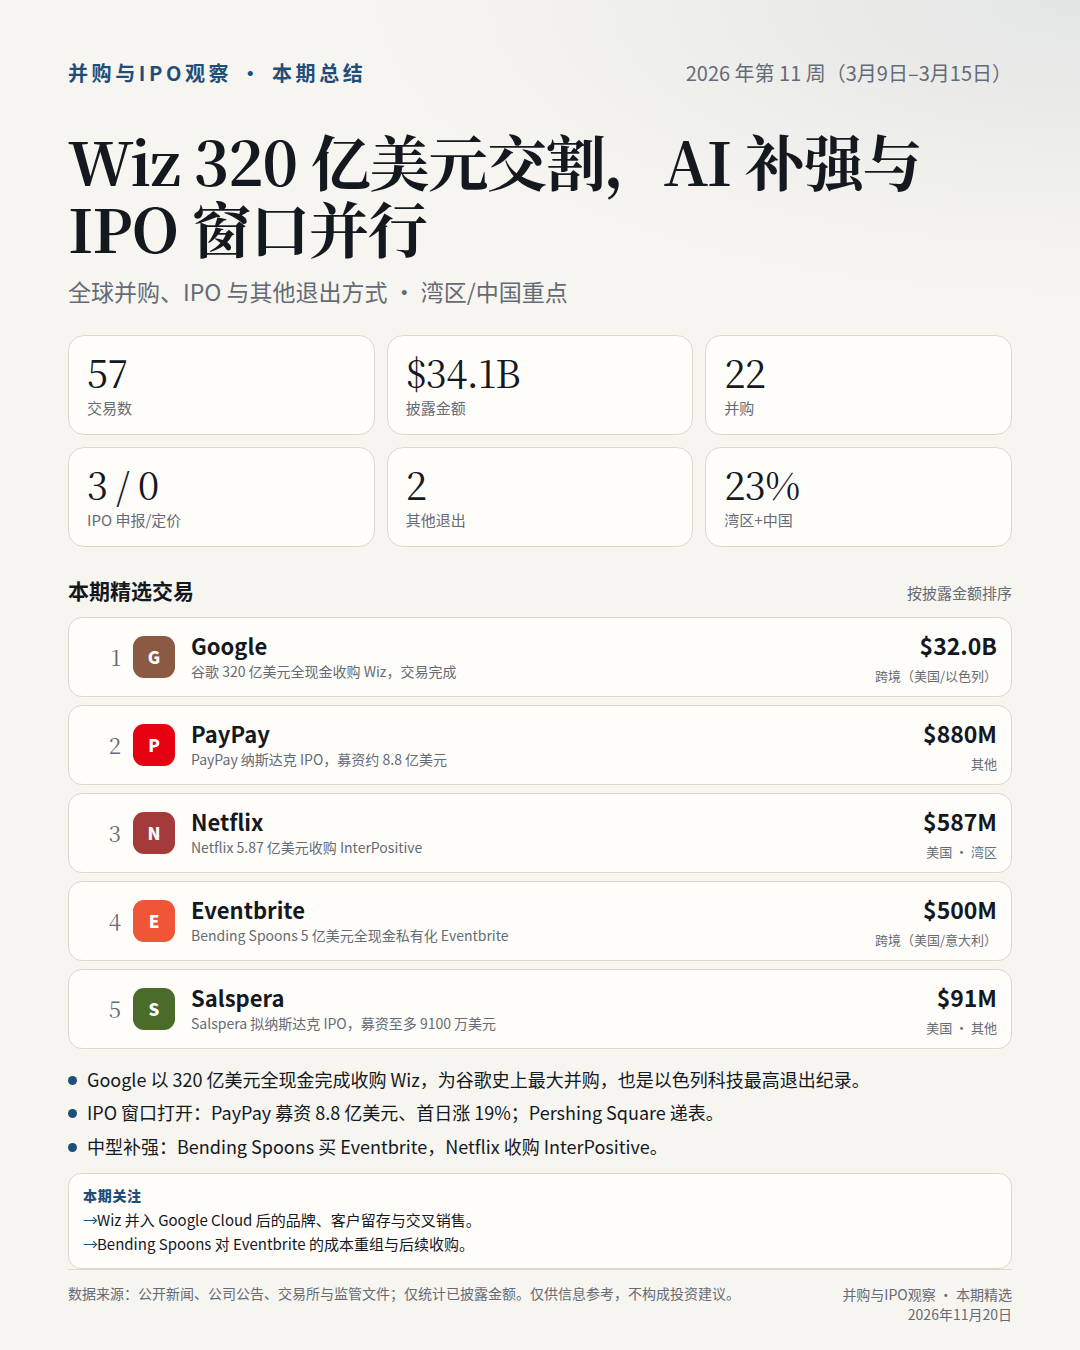 并购与IPO观察 · 本期总结
2026 年第 11 周（3月9日–3月15日）
Wiz 320 亿美元交割，AI 补强与
IPO 窗口并行
全球并购、IPO 与其他退出方式 · 湾区/中国重点
57
交易数
$34.1B
披露金额
22
并购
3 / 0
IPO 申报/定价
2
其他退出
23%
湾区+中国
本期精选交易
按披露金额排序
1
G
Google
谷歌 320 亿美元全现金收购 Wiz，交易完成
$32.0B
跨境（美国/以色列）
2
P
PayPay
PayPay 纳斯达克 IPO，募资约 8.8 亿美元
$880M
其他
3
N
Netflix
Netflix 5.87 亿美元收购 InterPositive
$587M
美国 · 湾区
4
E
Eventbrite
Bending Spoons 5 亿美元全现金私有化 Eventbrite
$500M
跨境（美国/意大利）
5
S
Salspera
Salspera 拟纳斯达克 IPO，募资至多 9100 万美元
$91M
美国 · 其他
Google 以 320 亿美元全现金完成收购 Wiz，为谷歌史上最大并购，也是以色列科技最高退出纪录。
IPO 窗口打开：PayPay 募资 8.8 亿美元、首日涨 19%；Pershing Square 递表。
中型补强：Bending Spoons 买 Eventbrite，Netflix 收购 InterPositive。
本期关注
→Wiz 并入 Google Cloud 后的品牌、客户留存与交叉销售。
→Bending Spoons 对 Eventbrite 的成本重组与后续收购。
数据来源：公开新闻、公司公告、交易所与监管文件；仅统计已披露金额。仅供信息参考，不构成投资建议。
并购与IPO观察 · 本期精选
2026年11月20日